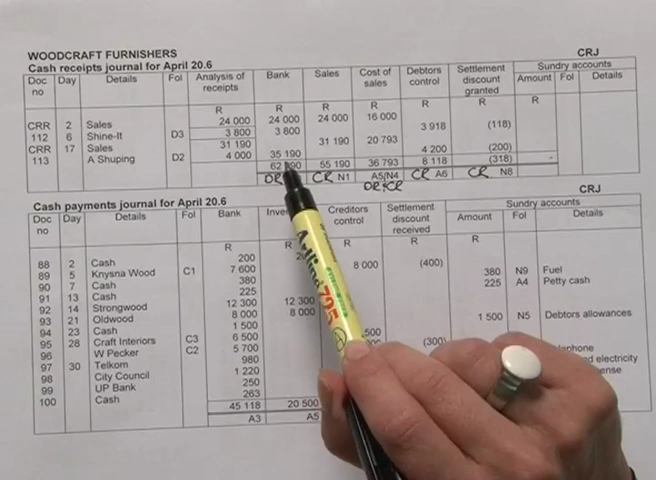 WOODCRAFT FURNISHERS
Cash receipts journal for April 20.6 CRJ
Doc no Day Details Fol Analysis of receipts Bank Sales Cost of sales Debtors control Settlement discount granted Sundry accounts
Amount Fol Details
R R R R R R R
CRR 2 Sales 24 000 24 000 24 000 16 000
112 6 Shine-It D3 3 800 3 800 3 918 (118)
CRR 17 Sales 31 190 31 190 20 793
113 A Shuping D2 4 000 35 190 4 200 (200)
62 990 55 190 36 793 8 118 (318) -
DR CR N1 A5/N4 CR A6 CR N8
DR/CR
Cash payments journal for April 20.6 CRJ
Doc no Day Details Fol Bank Creditors control Settlement discount received Sundry accounts
Amount Fol Details
R R R R R
88 2 Cash 200
89 5 Knysna Wood C1 7 600 8 000 (400)
90 7 Cash 380 380 N9 Fuel
91 13 Cash 225 225 A4 Petty cash
92 14 Strongwood 12 300 12 300
93 21 Oldwood 8 000 8 000
94 23 Cash 1 500 1 500 N5 Debtors allowances
95 28 Craft Interiors C3 6 500
96 W Pecker C2 5 700 (300)
97 30 Telkom 980
98 City Council 1 220 electricity
99 UP Bank 250
100 Cash 263
45 118 20 500
A3 A5
Artline 725